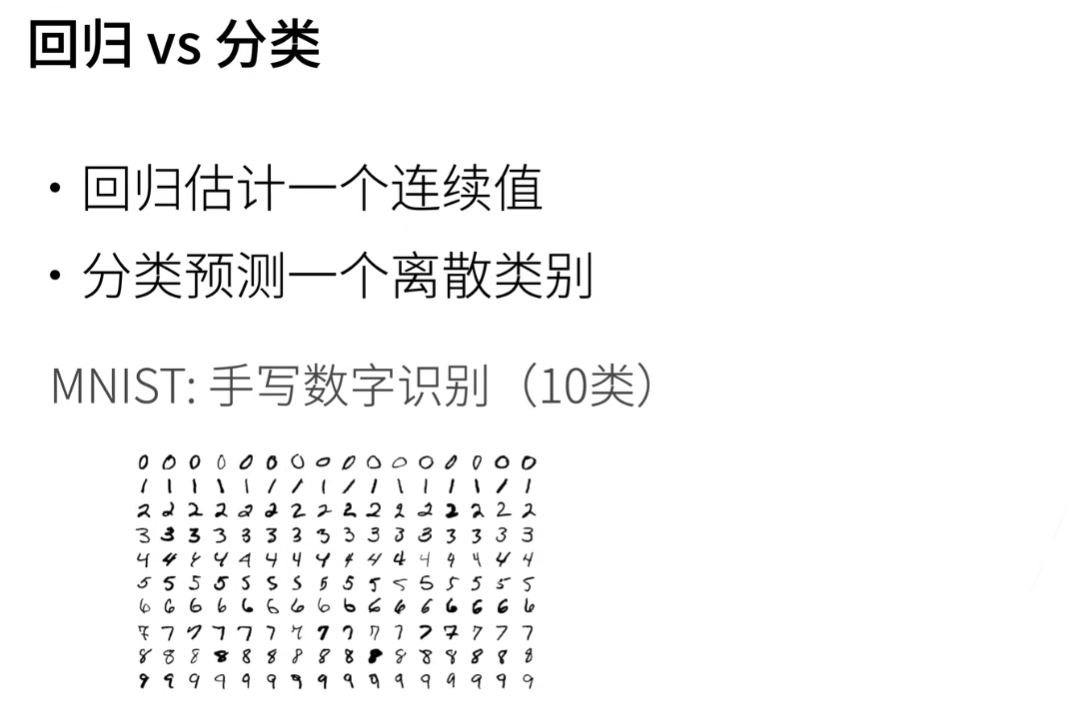 回归 vs 分类
• 回归估计一个连续值
• 分类预测一个离散类别
MNIST: 手写数字识别（10类）
0 0 0 0 0 0 0 0 0 0 0 0 0 0 0 0
1 1 1 1 1 1 1 1 1 1 1 1 1 1 1 1
2 2 2 2 2 2 2 2 2 2 2 2 2 2 2 2
3 3 3 3 3 3 3 3 3 3 3 3 3 3 3 3
4 4 4 4 4 4 4 4 4 4 4 4 4 4 4 4
5 5 5 5 5 5 5 5 5 5 5 5 5 5 5 5
6 6 6 6 6 6 6 6 6 6 6 6 6 6 6 6
7 7 7 7 7 7 7 7 7 7 7 7 7 7 7 7
8 8 8 8 8 8 8 8 8 8 8 8 8 8 8 8
9 9 9 9 9 9 9 9 9 9 9 9 9 9 9 9